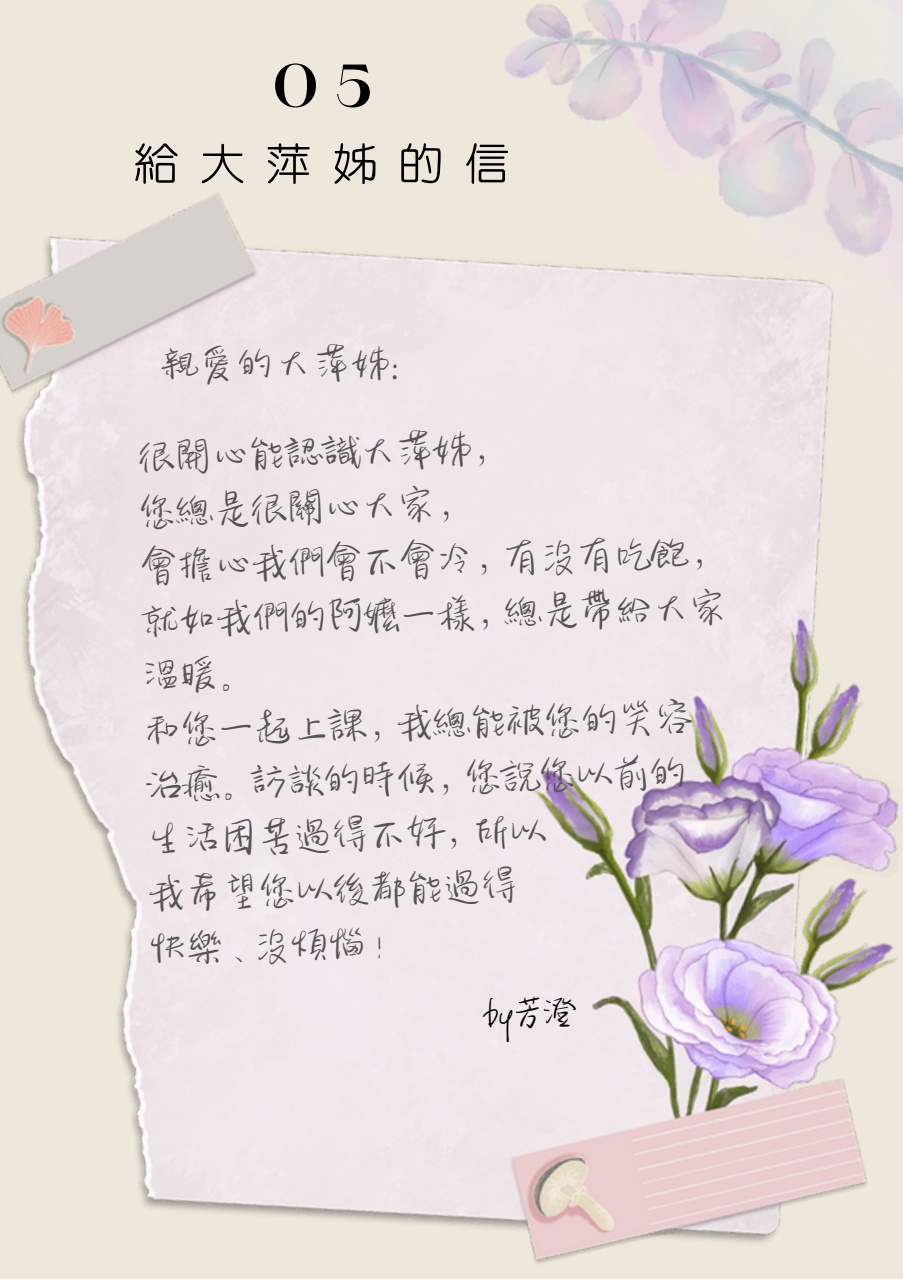 05
給大萍姊的信
親愛的大萍姊:
很開心能認識大萍姊,
您總是很關心大家,
會擔心我們會不會冷, 有沒有吃飽,
就如我們的阿嬤一樣, 總是帶給大家
溫暖。
和您一起上課, 我總能被您的笑容
治癒。訪談的時候, 您說您以前的
生活困苦過得不好, 所以
我希望您以後都能過得
快樂、沒煩惱!
by芳澄